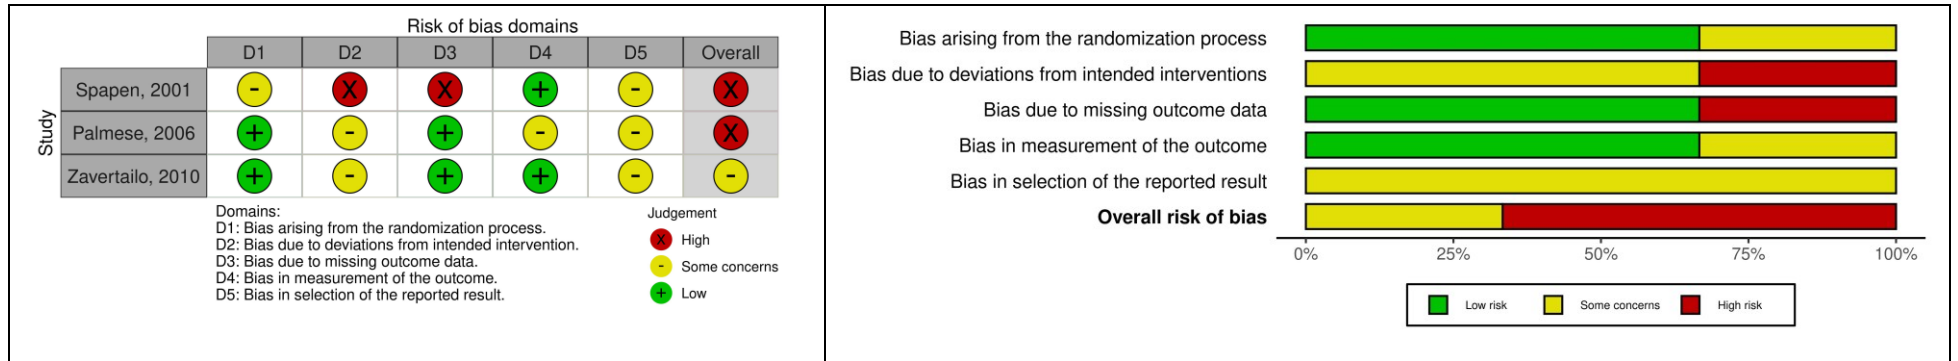 Risk of bias domains
D1 D2 D3 D4 D5 Overall
Study
Spapen, 2001 - X X + - X
Palmese, 2006 + - + - - X
Zavertailo, 2010 + - + + - -
Domains:
D1: Bias arising from the randomization process.
D2: Bias due to deviations from intended intervention.
D3: Bias due to missing outcome data.
D4: Bias in measurement of the outcome.
D5: Bias in selection of the reported result.
Judgement
X High
- Some concerns
+ Low
Bias arising from the randomization process
Bias due to deviations from intended interventions
Bias due to missing outcome data
Bias in measurement of the outcome
Bias in selection of the reported result
Overall risk of bias
0% 25% 50% 75% 100%
Low risk Some concerns High risk